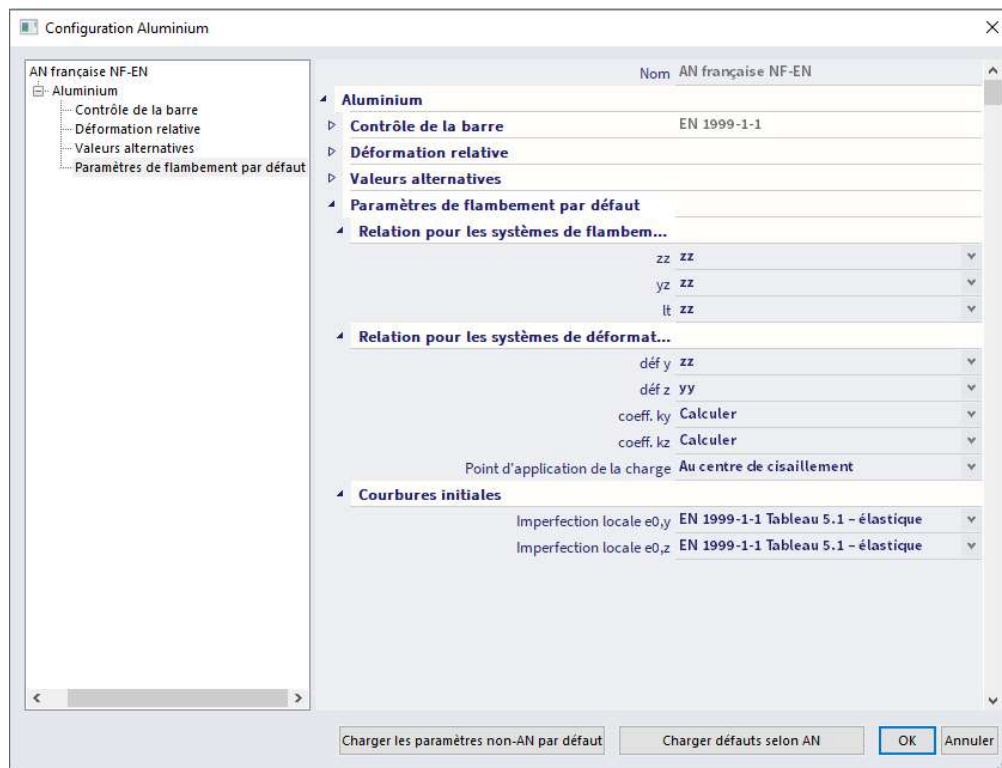 Configuration Aluminium
AN française NF-EN
Aluminium
Contrôle de la barre
Déformation relative
Valeurs alternatives
Paramètres de flambement par défaut
Nom AN française NF-EN
Aluminium
Contrôle de la barre EN 1999-1-1
Déformation relative
Valeurs alternatives
Paramètres de flambement par défaut
Relation pour les systèmes de flambem...
zz zz
yz zz
lt zz
Relation pour les systèmes de déformat...
déf y zz
déf z yy
coeff. ky Calculer
coeff. kz Calculer
Point d'application de la charge Au centre de cisaillement
Courbures initiales
Imperfection locale e0,y EN 1999-1-1 Tableau 5.1 – élastique
Imperfection locale e0,z EN 1999-1-1 Tableau 5.1 – élastique
Charger les paramètres non-AN par défaut Charger défauts selon AN OK Annuler